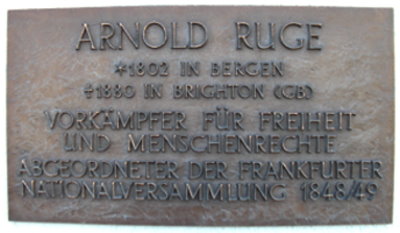 ARNOLD RUGE
*1802 IN BERGEN
†1880 IN BRIGHTON (GB)
VORKÄMPFER FÜR FREIHEIT
UND MENSCHENRECHTE
ABGEORDNETER DER FRANKFURTER
NATIONALVERSAMMLUNG 1848/49